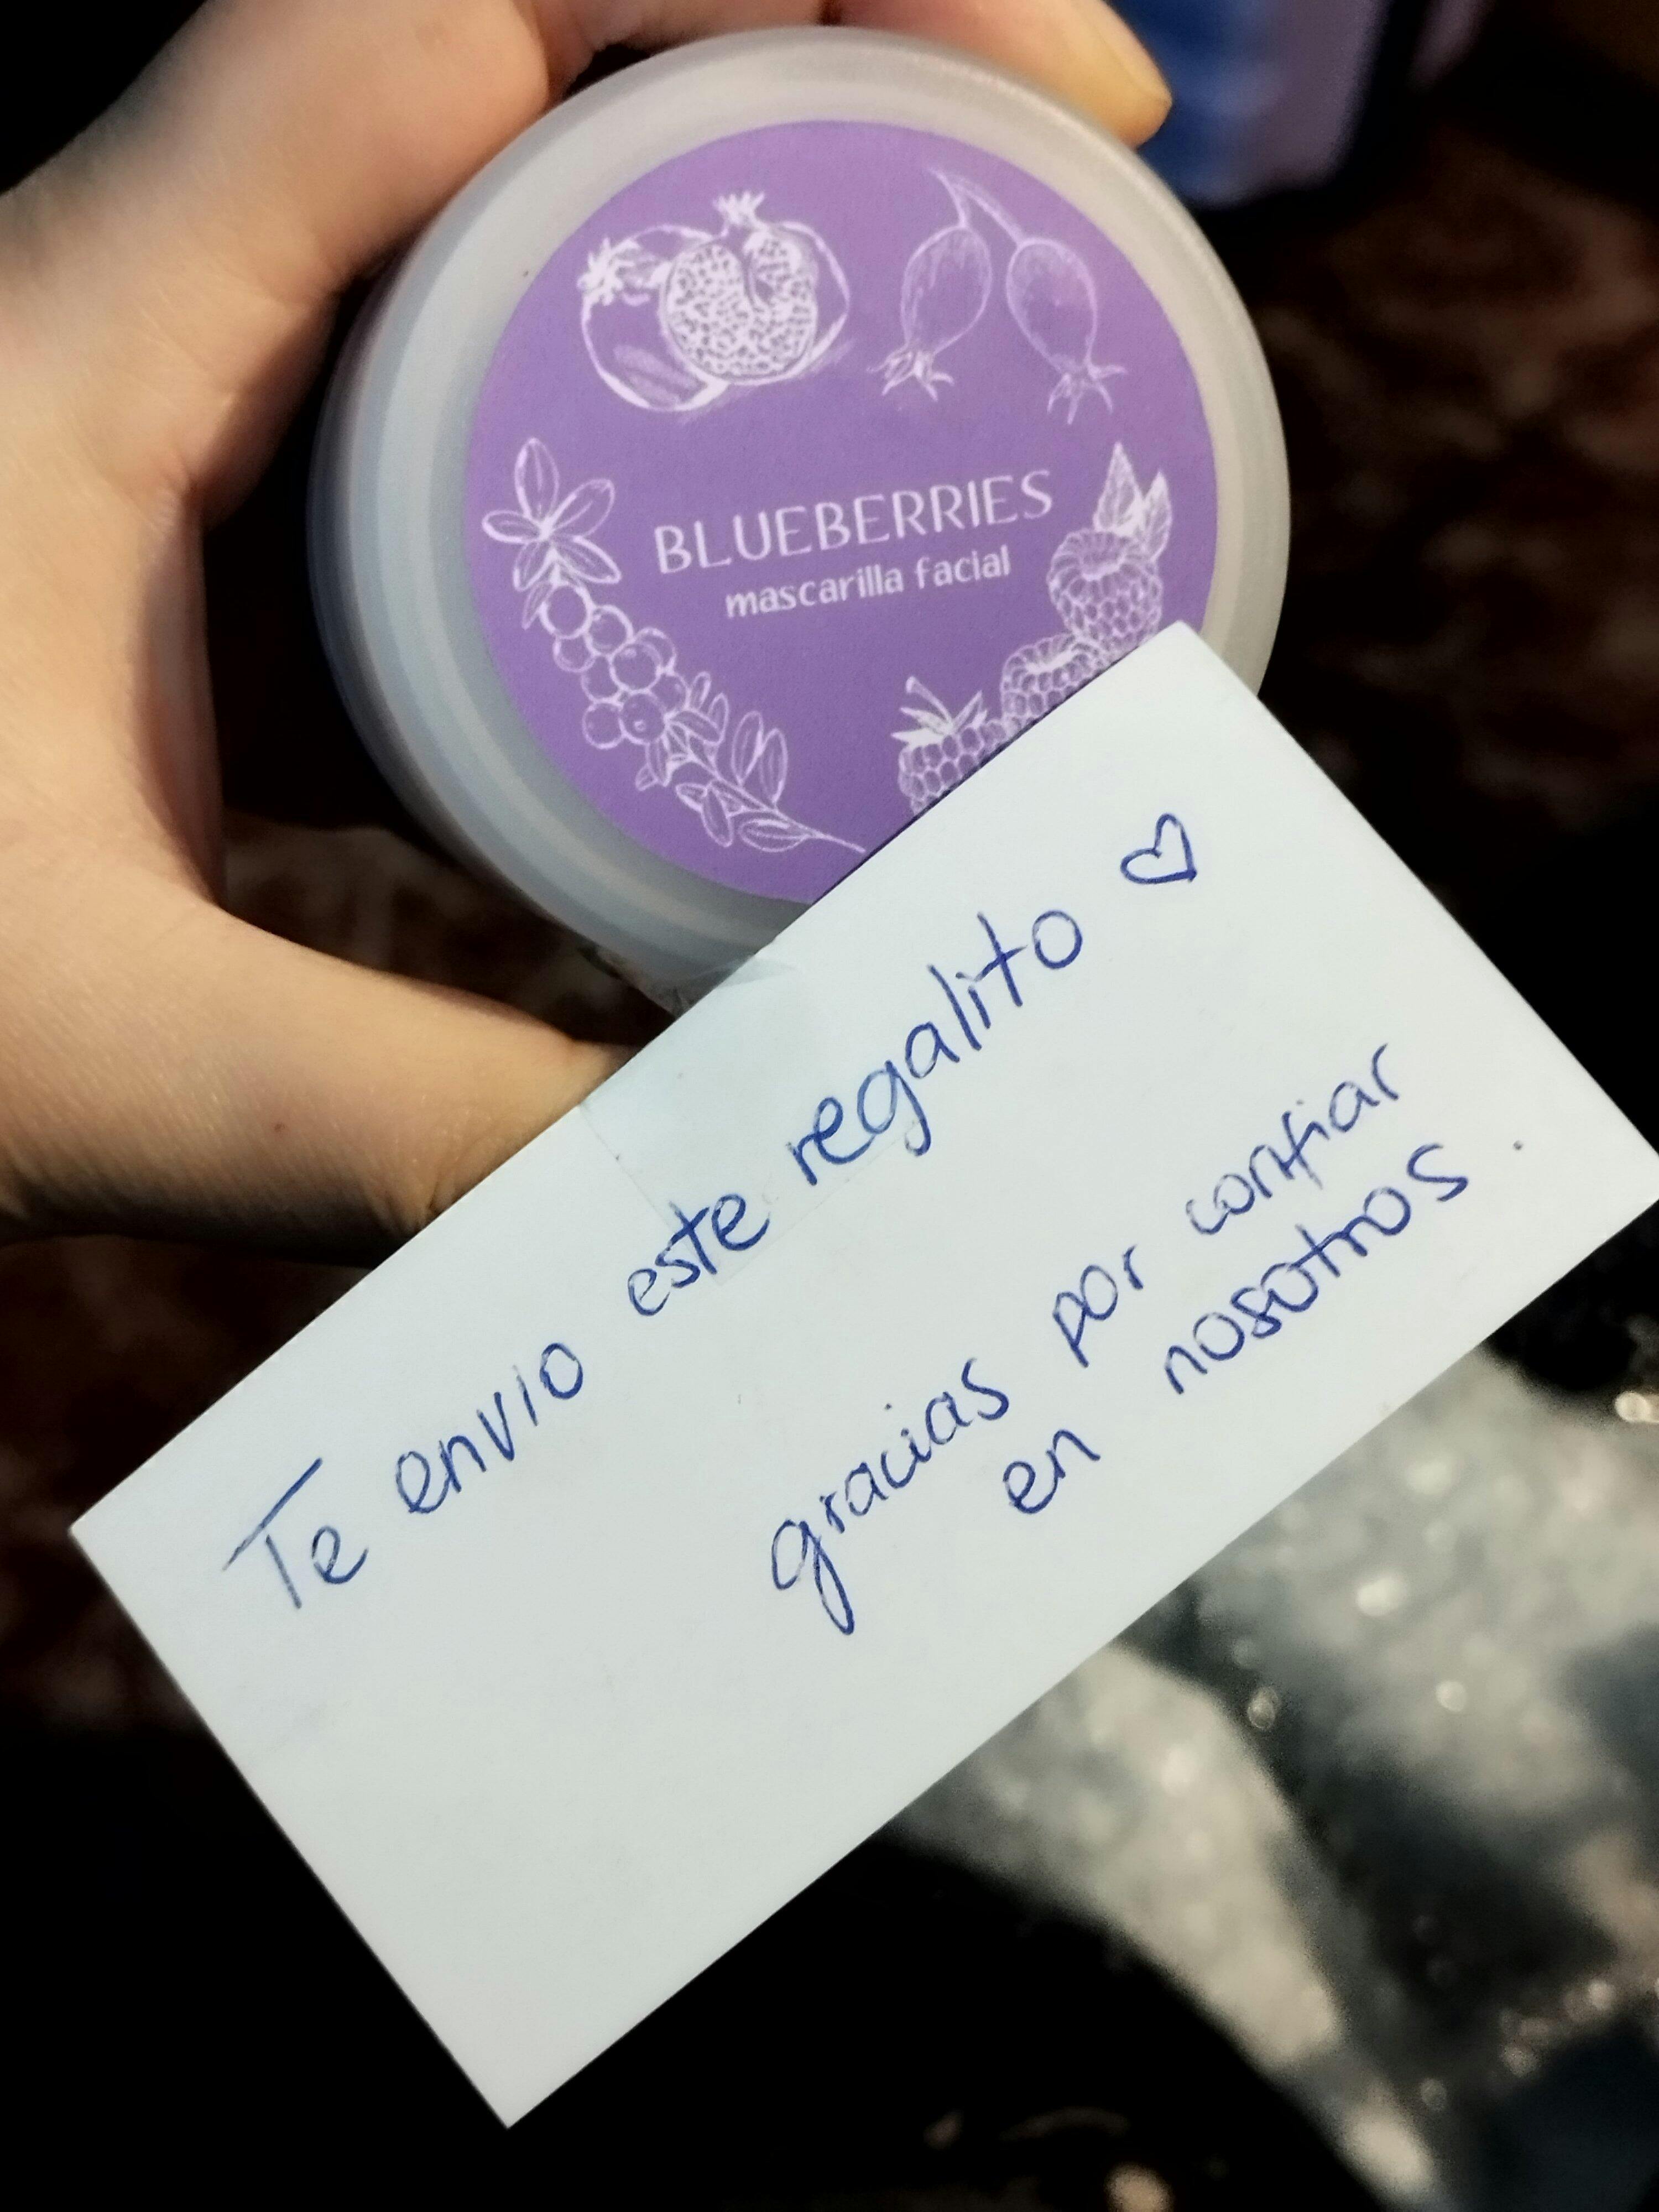 BLUEBERRIES
mascarilla facial
Te envio este regalito ♡
gracias por confiar
en nosotros.